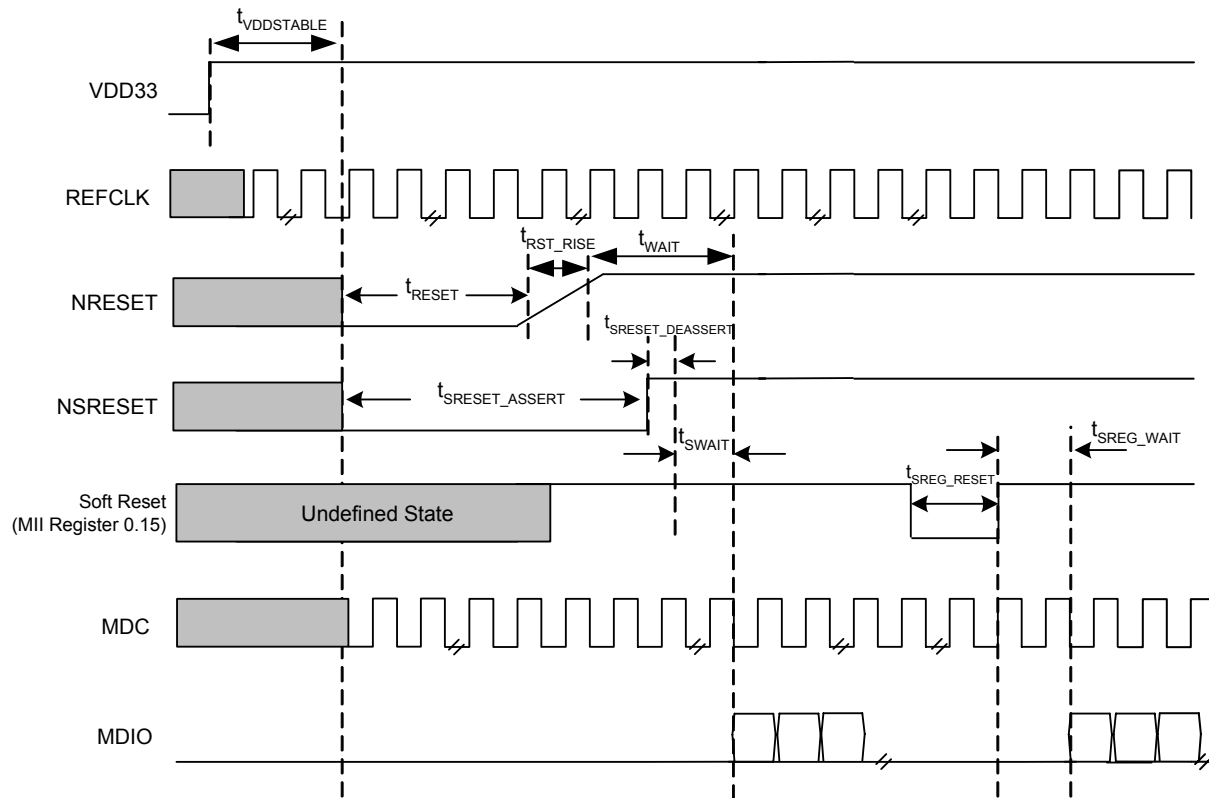 tVDDSTABLE
VDD33
REFCLK
tRST_RISE
tWAIT
NRESET
tRESET
tSRESET_DEASSERT
NSRESET
tSRESET_ASSERT
tSWAIT
tSREG_WAIT
tSREG_RESET
Soft Reset
(MII Register 0.15)
Undefined State
MDC
MDIO